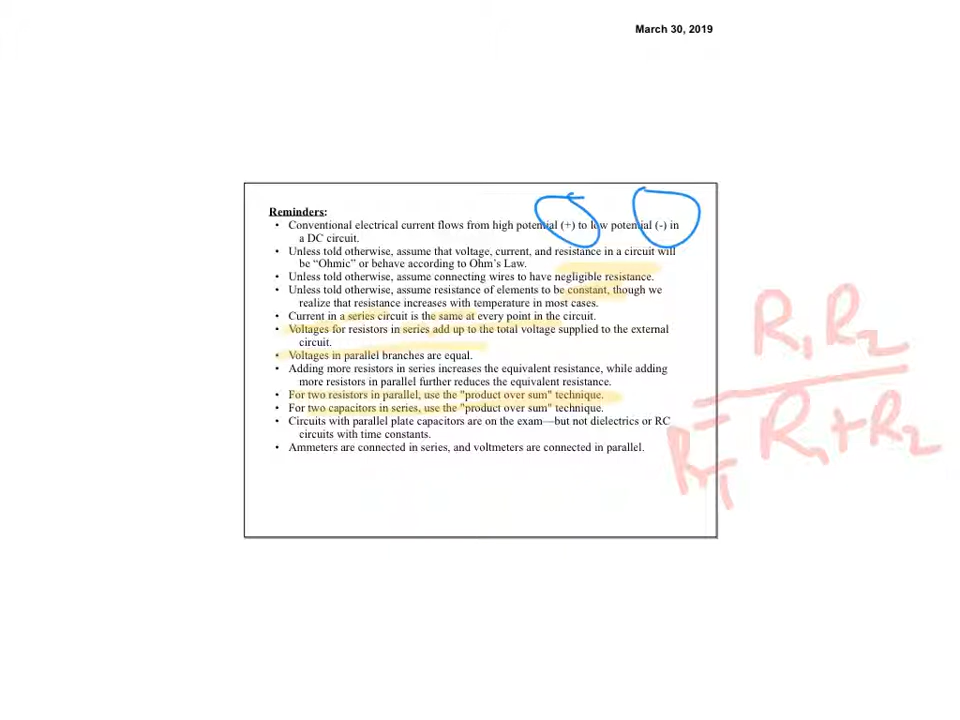 March 30, 2019
Reminders:
• Conventional electrical current flows from high potential (+) to low potential (-) in
a DC circuit.
• Unless told otherwise, assume that voltage, current, and resistance in a circuit will
be “Ohmic” or behave according to Ohm’s Law.
• Unless told otherwise, assume connecting wires to have negligible resistance.
• Unless told otherwise, assume resistance of elements to be constant, though we
realize that resistance increases with temperature in most cases.
• Current in a series circuit is the same at every point in the circuit.
• Voltages for resistors in series add up to the total voltage supplied to the external
circuit.
• Voltages in parallel branches are equal.
• Adding more resistors in series increases the equivalent resistance, while adding
more resistors in parallel further reduces the equivalent resistance.
• For two resistors in parallel, use the "product over sum" technique.
• For two capacitors in series, use the "product over sum" technique.
• Circuits with parallel plate capacitors are on the exam—but not dielectrics or RC
circuits with time constants.
• Ammeters are connected in series, and voltmeters are connected in parallel.
R₁R₂
R_T = R₁+R₂